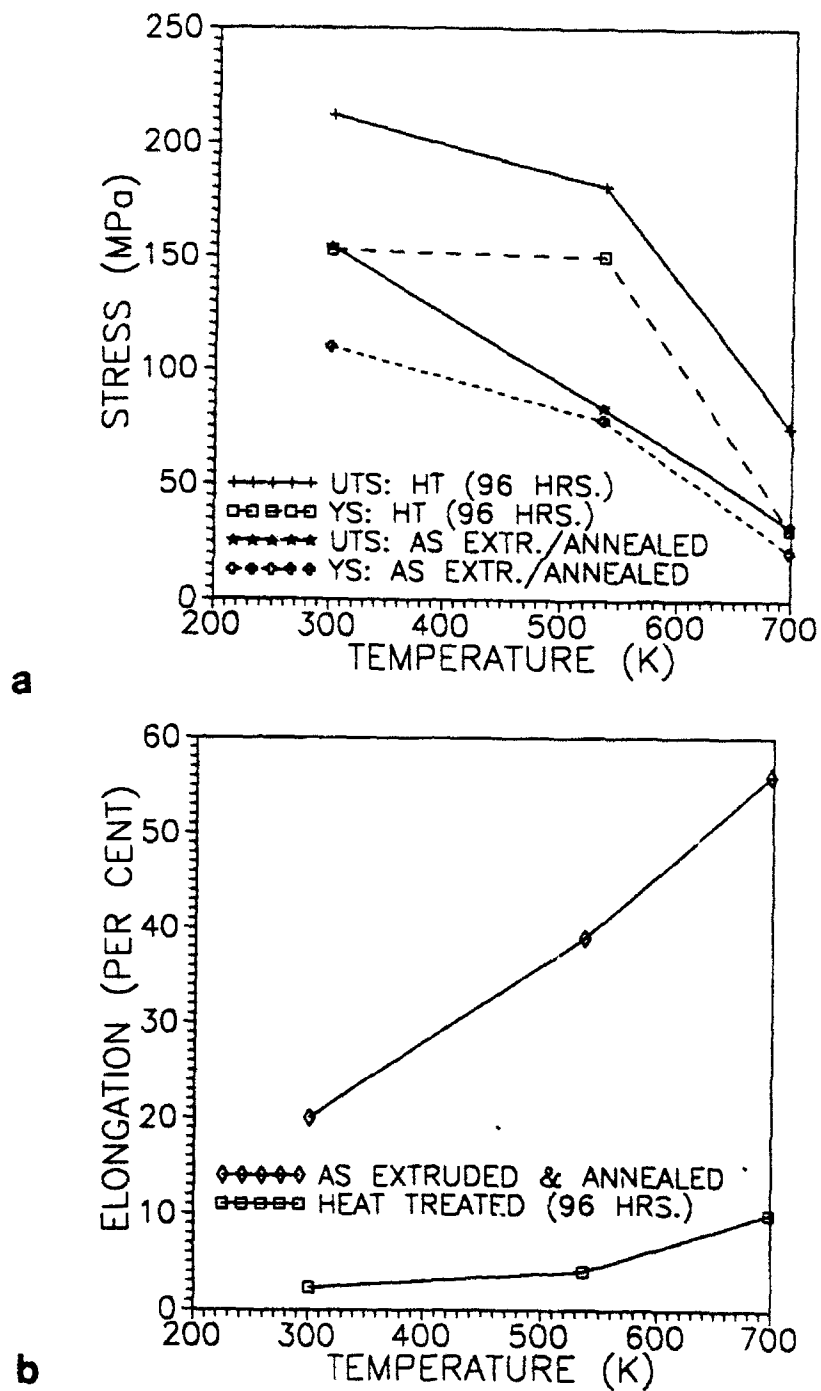 250
200
150
100
50
0
STRESS (MPa)
UTS: HT (96 HRS.)
YS: HT (96 HRS.)
UTS: AS EXTR./ANNEALED
YS: AS EXTR./ANNEALED
200 300 400 500 600 700
TEMPERATURE (K)
a
60
50
40
30
20
10
0
ELONGATION (PER CENT)
AS EXTRUDED & ANNEALED
HEAT TREATED (96 HRS.)
200 300 400 500 600 700
TEMPERATURE (K)
b